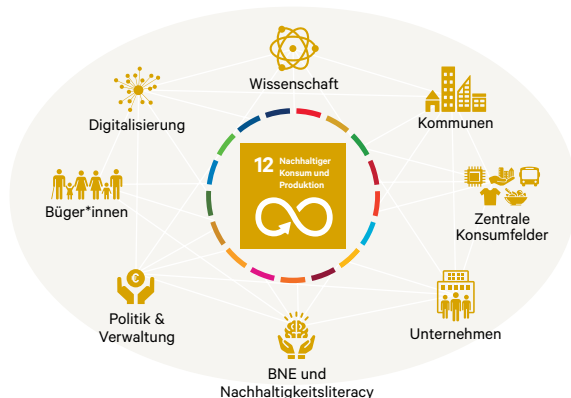 Wissenschaft
Digitalisierung
Kommunen
12 Nachhaltiger
Konsum und
Produktion
Büger*innen
Zentrale
Konsumfelder
€
Politik &
Verwaltung
Unternehmen
BNE und
Nachhaltigkeitsliteracy